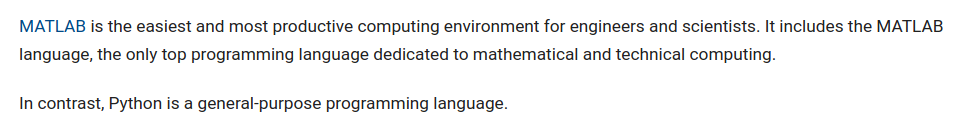 MATLAB is the easiest and most productive computing environment for engineers and scientists. It includes the MATLAB
language, the only top programming language dedicated to mathematical and technical computing.
In contrast, Python is a general-purpose programming language.